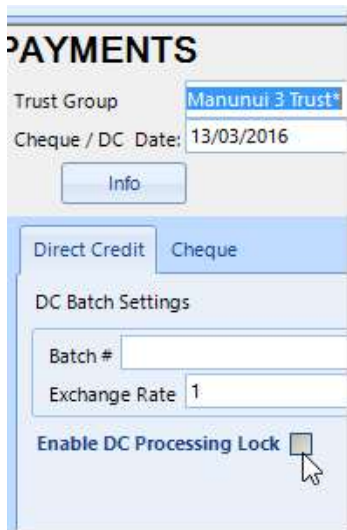 PAYMENTS
Trust Group Manunui 3 Trust*
Cheque / DC Date: 13/03/2016
Info
Direct Credit Cheque
DC Batch Settings
Batch #
Exchange Rate 1
Enable DC Processing Lock